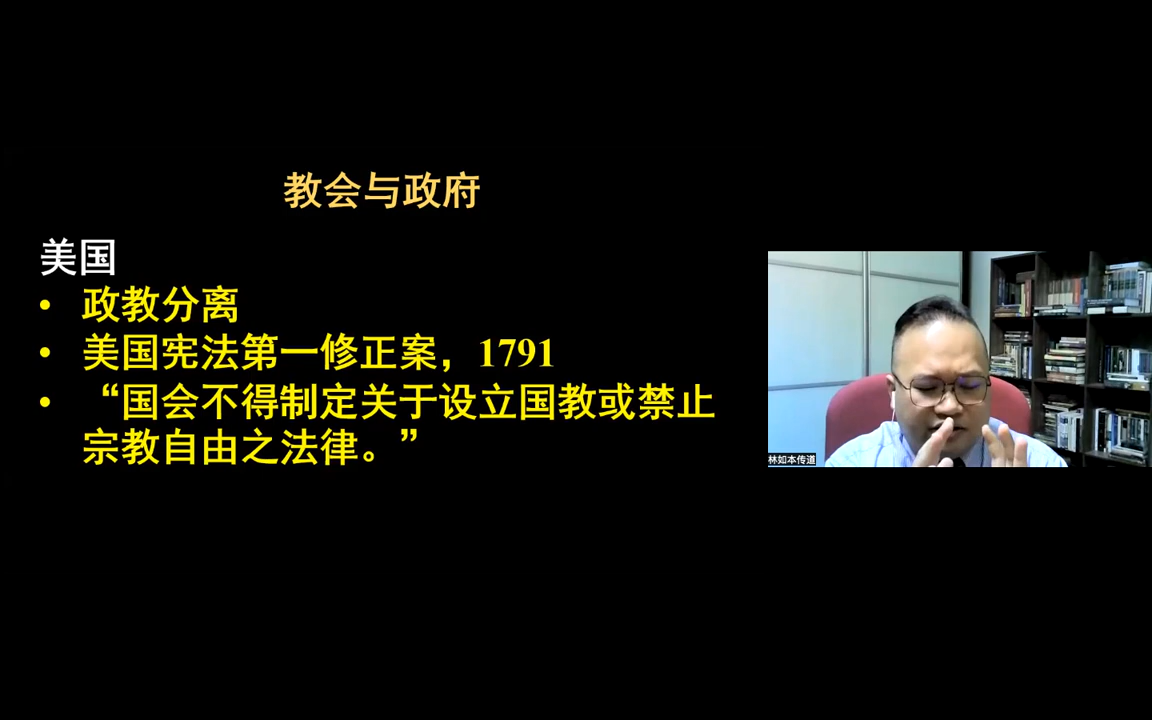 教会与政府
美国
• 政教分离
• 美国宪法第一修正案，1791
• “国会不得制定关于设立国教或禁止
宗教自由之法律。”
林如本传道